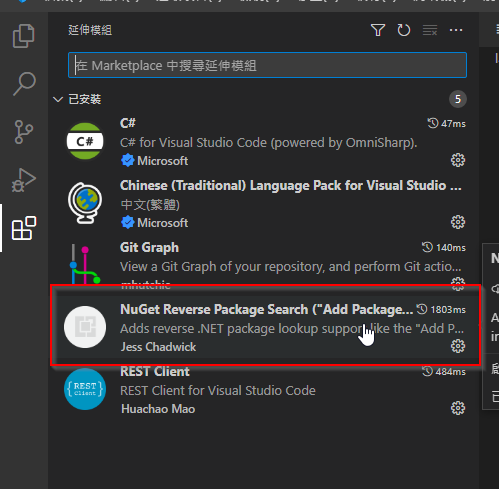 延伸模組
在 Marketplace 中搜尋延伸模組
已安裝 5
C# 47ms
C#
C# for Visual Studio Code (powered by OmniSharp).
Microsoft
Chinese (Traditional) Language Pack for Visual Studio ...
中文(繁體)
Microsoft
Git Graph 140ms
View a Git Graph of your repository, and perform Git actio...
mhutchie
NuGet Reverse Package Search ("Add Package... 1803ms
Adds reverse .NET package lookup support like the "Add P...
Jess Chadwick
REST Client 484ms
{ REST }
Client
REST Client for Visual Studio Code
Huachao Mao